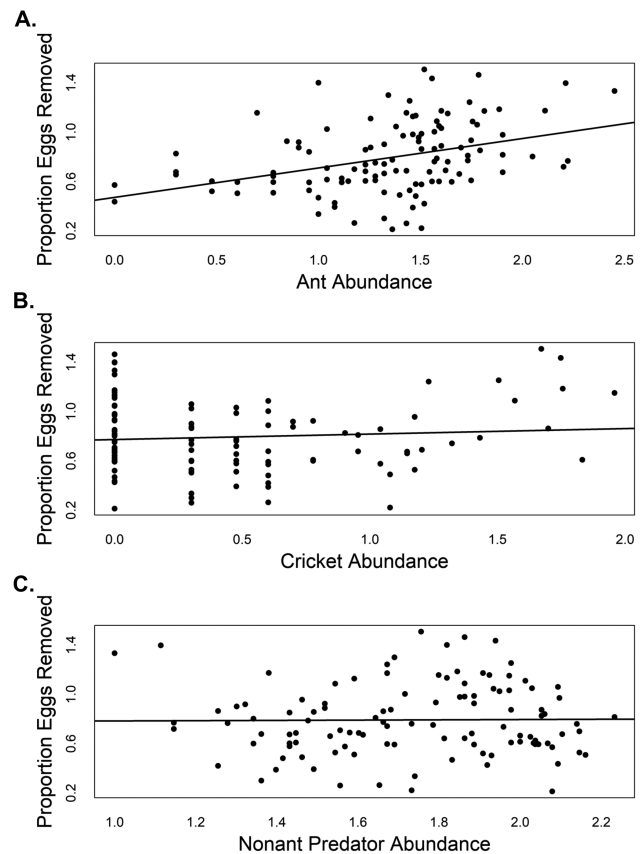 A.
Proportion Eggs Removed
1.4
1.0
0.6
0.2
0.0 0.5 1.0 1.5 2.0 2.5
Ant Abundance
B.
Proportion Eggs Removed
1.4
1.0
0.6
0.2
0.0 0.5 1.0 1.5 2.0
Cricket Abundance
C.
Proportion Eggs Removed
1.4
1.0
0.6
0.2
1.0 1.2 1.4 1.6 1.8 2.0 2.2
Nonant Predator Abundance